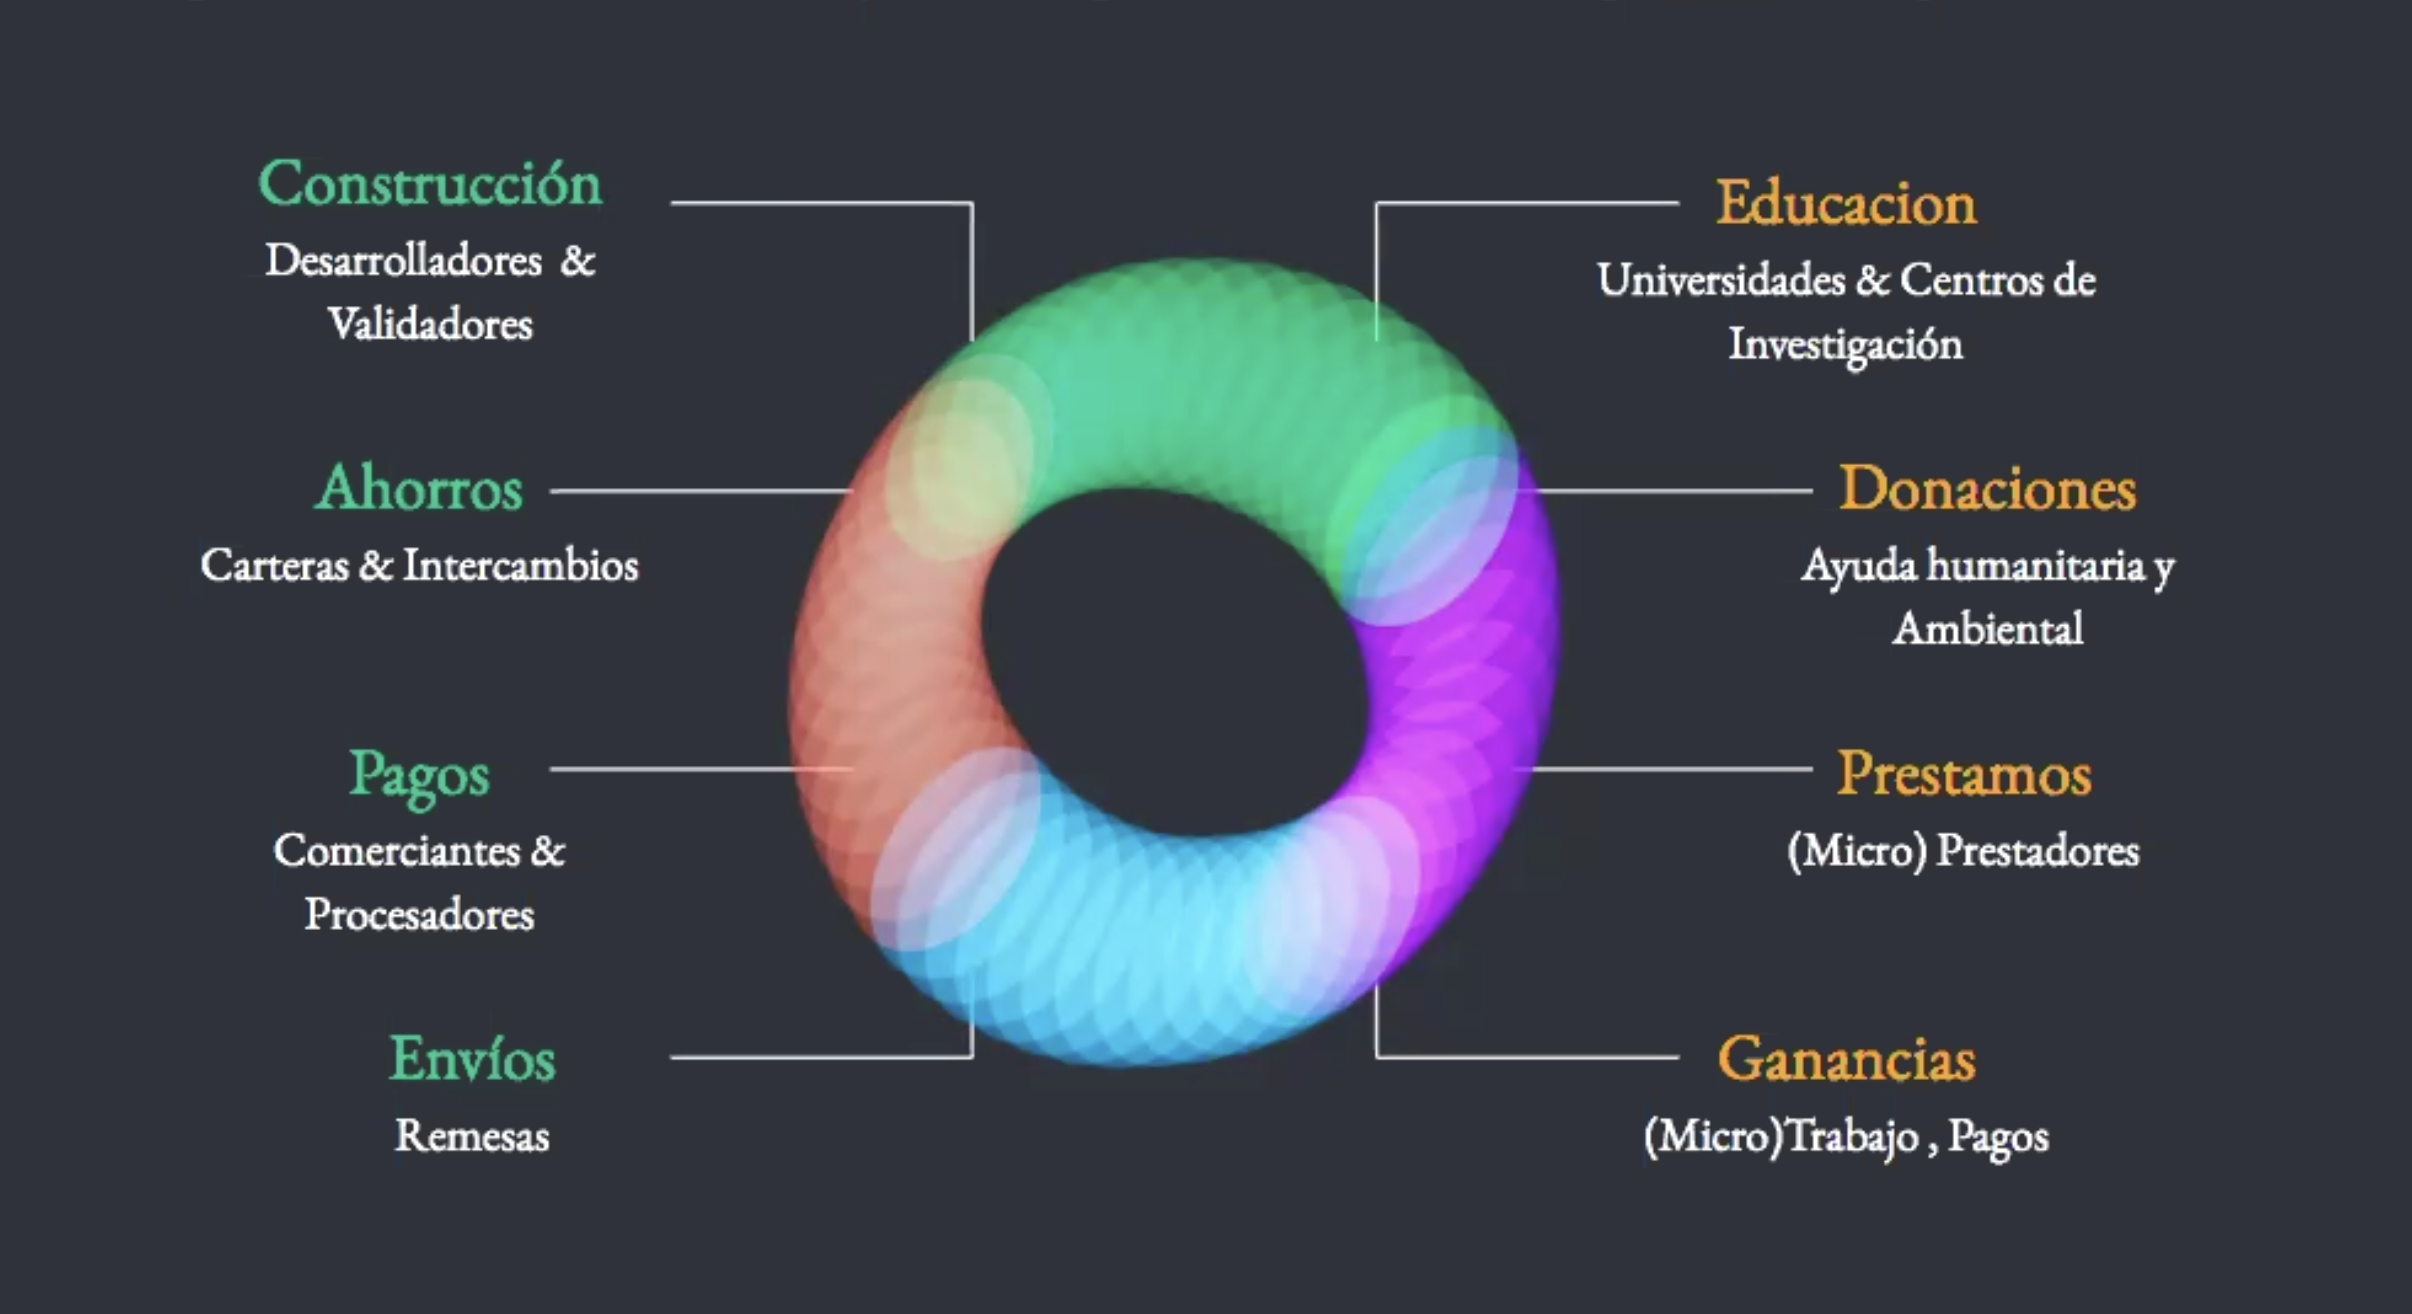 Construcción
Desarrolladores &
Validadores
Ahorros
Carteras & Intercambios
Pagos
Comerciantes &
Procesadores
Envíos
Remesas
Educacion
Universidades & Centros de
Investigación
Donaciones
Ayuda humanitaria y
Ambiental
Prestamos
(Micro) Prestadores
Ganancias
(Micro)Trabajo , Pagos